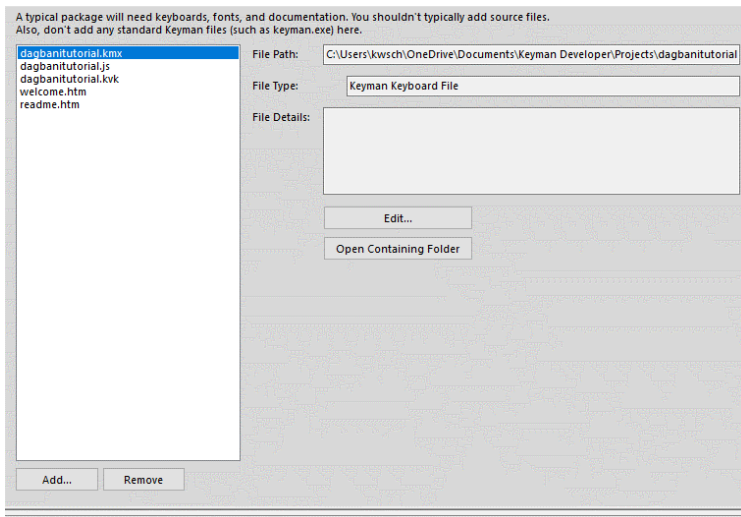 A typical package will need keyboards, fonts, and documentation. You shouldn't typically add source files.
Also, don't add any standard Keyman files (such as keyman.exe) here.
dagbanitutorial.kmx
dagbanitutorial.js
dagbanitutorial.kvk
welcome.htm
readme.htm
File Path:
C:\Users\kwsch\OneDrive\Documents\Keyman Developer\Projects\dagbanitutorial
File Type:
Keyman Keyboard File
File Details:
Edit...
Open Containing Folder
Add...
Remove